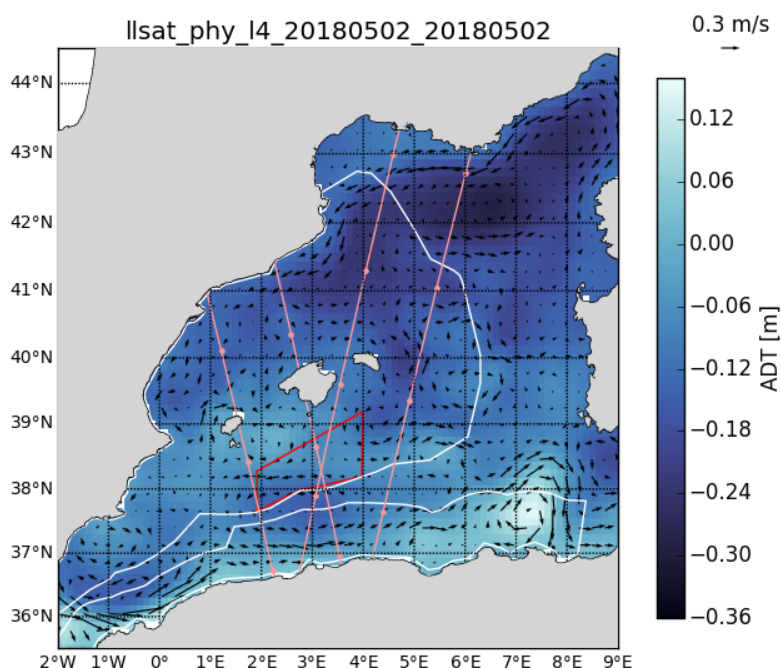 llsat_phy_l4_20180502_20180502
0.3 m/s
44°N
43°N
42°N
41°N
40°N
39°N
38°N
37°N
36°N
2°W 1°W 0° 1°E 2°E 3°E 4°E 5°E 6°E 7°E 8°E 9°E
0.12
0.06
0.00
−0.06
−0.12
−0.18
−0.24
−0.30
−0.36
ADT [m]